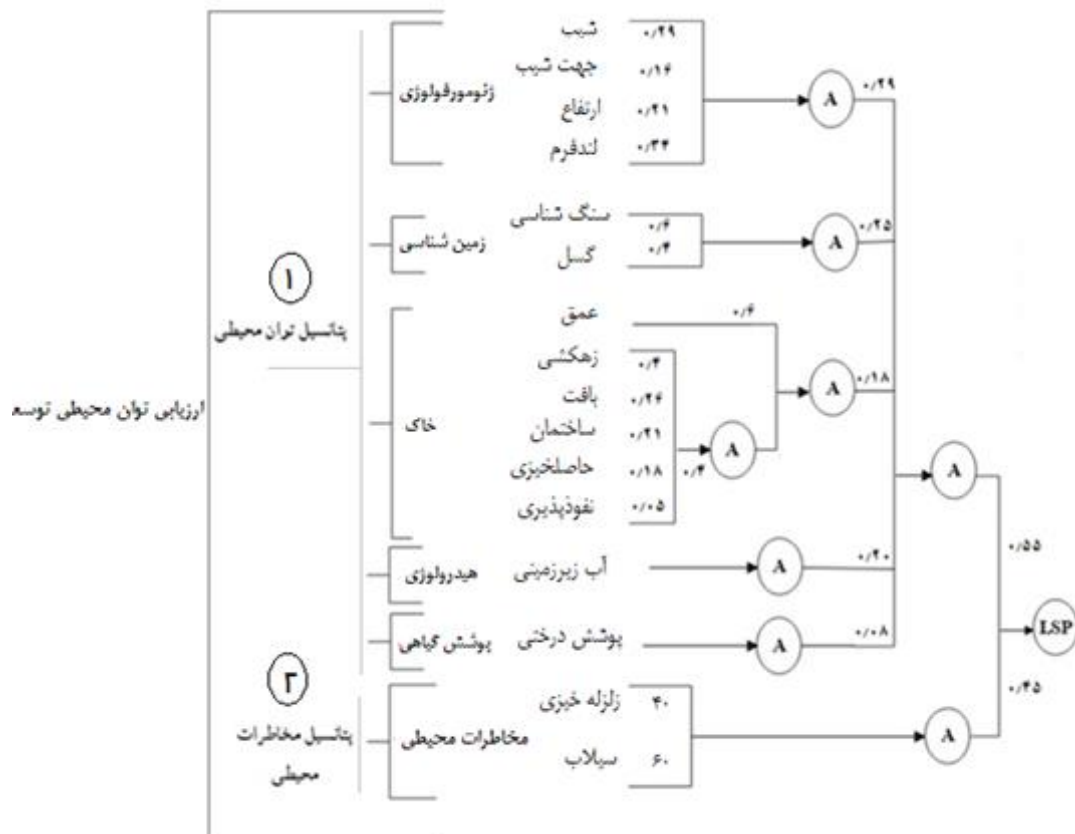 شیب ۰/۲۹
جهت شیب ۰/۱۶
ارتفاع ۰/۲۱
لندفرم ۰/۳۴
ژئومورفولوژی
A ۰/۲۹
سنگ شناسی ۰/۶
گسل ۰/۴
زمین شناسی
A ۰/۲۵
۱
پتانسیل توان محیطی
عمق ۰/۶
زهکشی ۰/۴
بافت ۰/۲۶
ساختمان ۰/۲۱
حاصلخیزی ۰/۱۸
نفوذپذیری ۰/۰۵
خاک
A ۰/۴
A ۰/۱۸
ارزیابی توان محیطی توسع
آب زیرزمینی
هیدرولوژی
A ۰/۲۰
پوشش درختی
پوشش گیاهی
A ۰/۰۸
A ۰/۵۵
۲
پتانسیل مخاطرات
محیطی
زلزله خیزی ۴۰
سیلاب ۶۰
مخاطرات محیطی
A ۰/۴۵
LSP